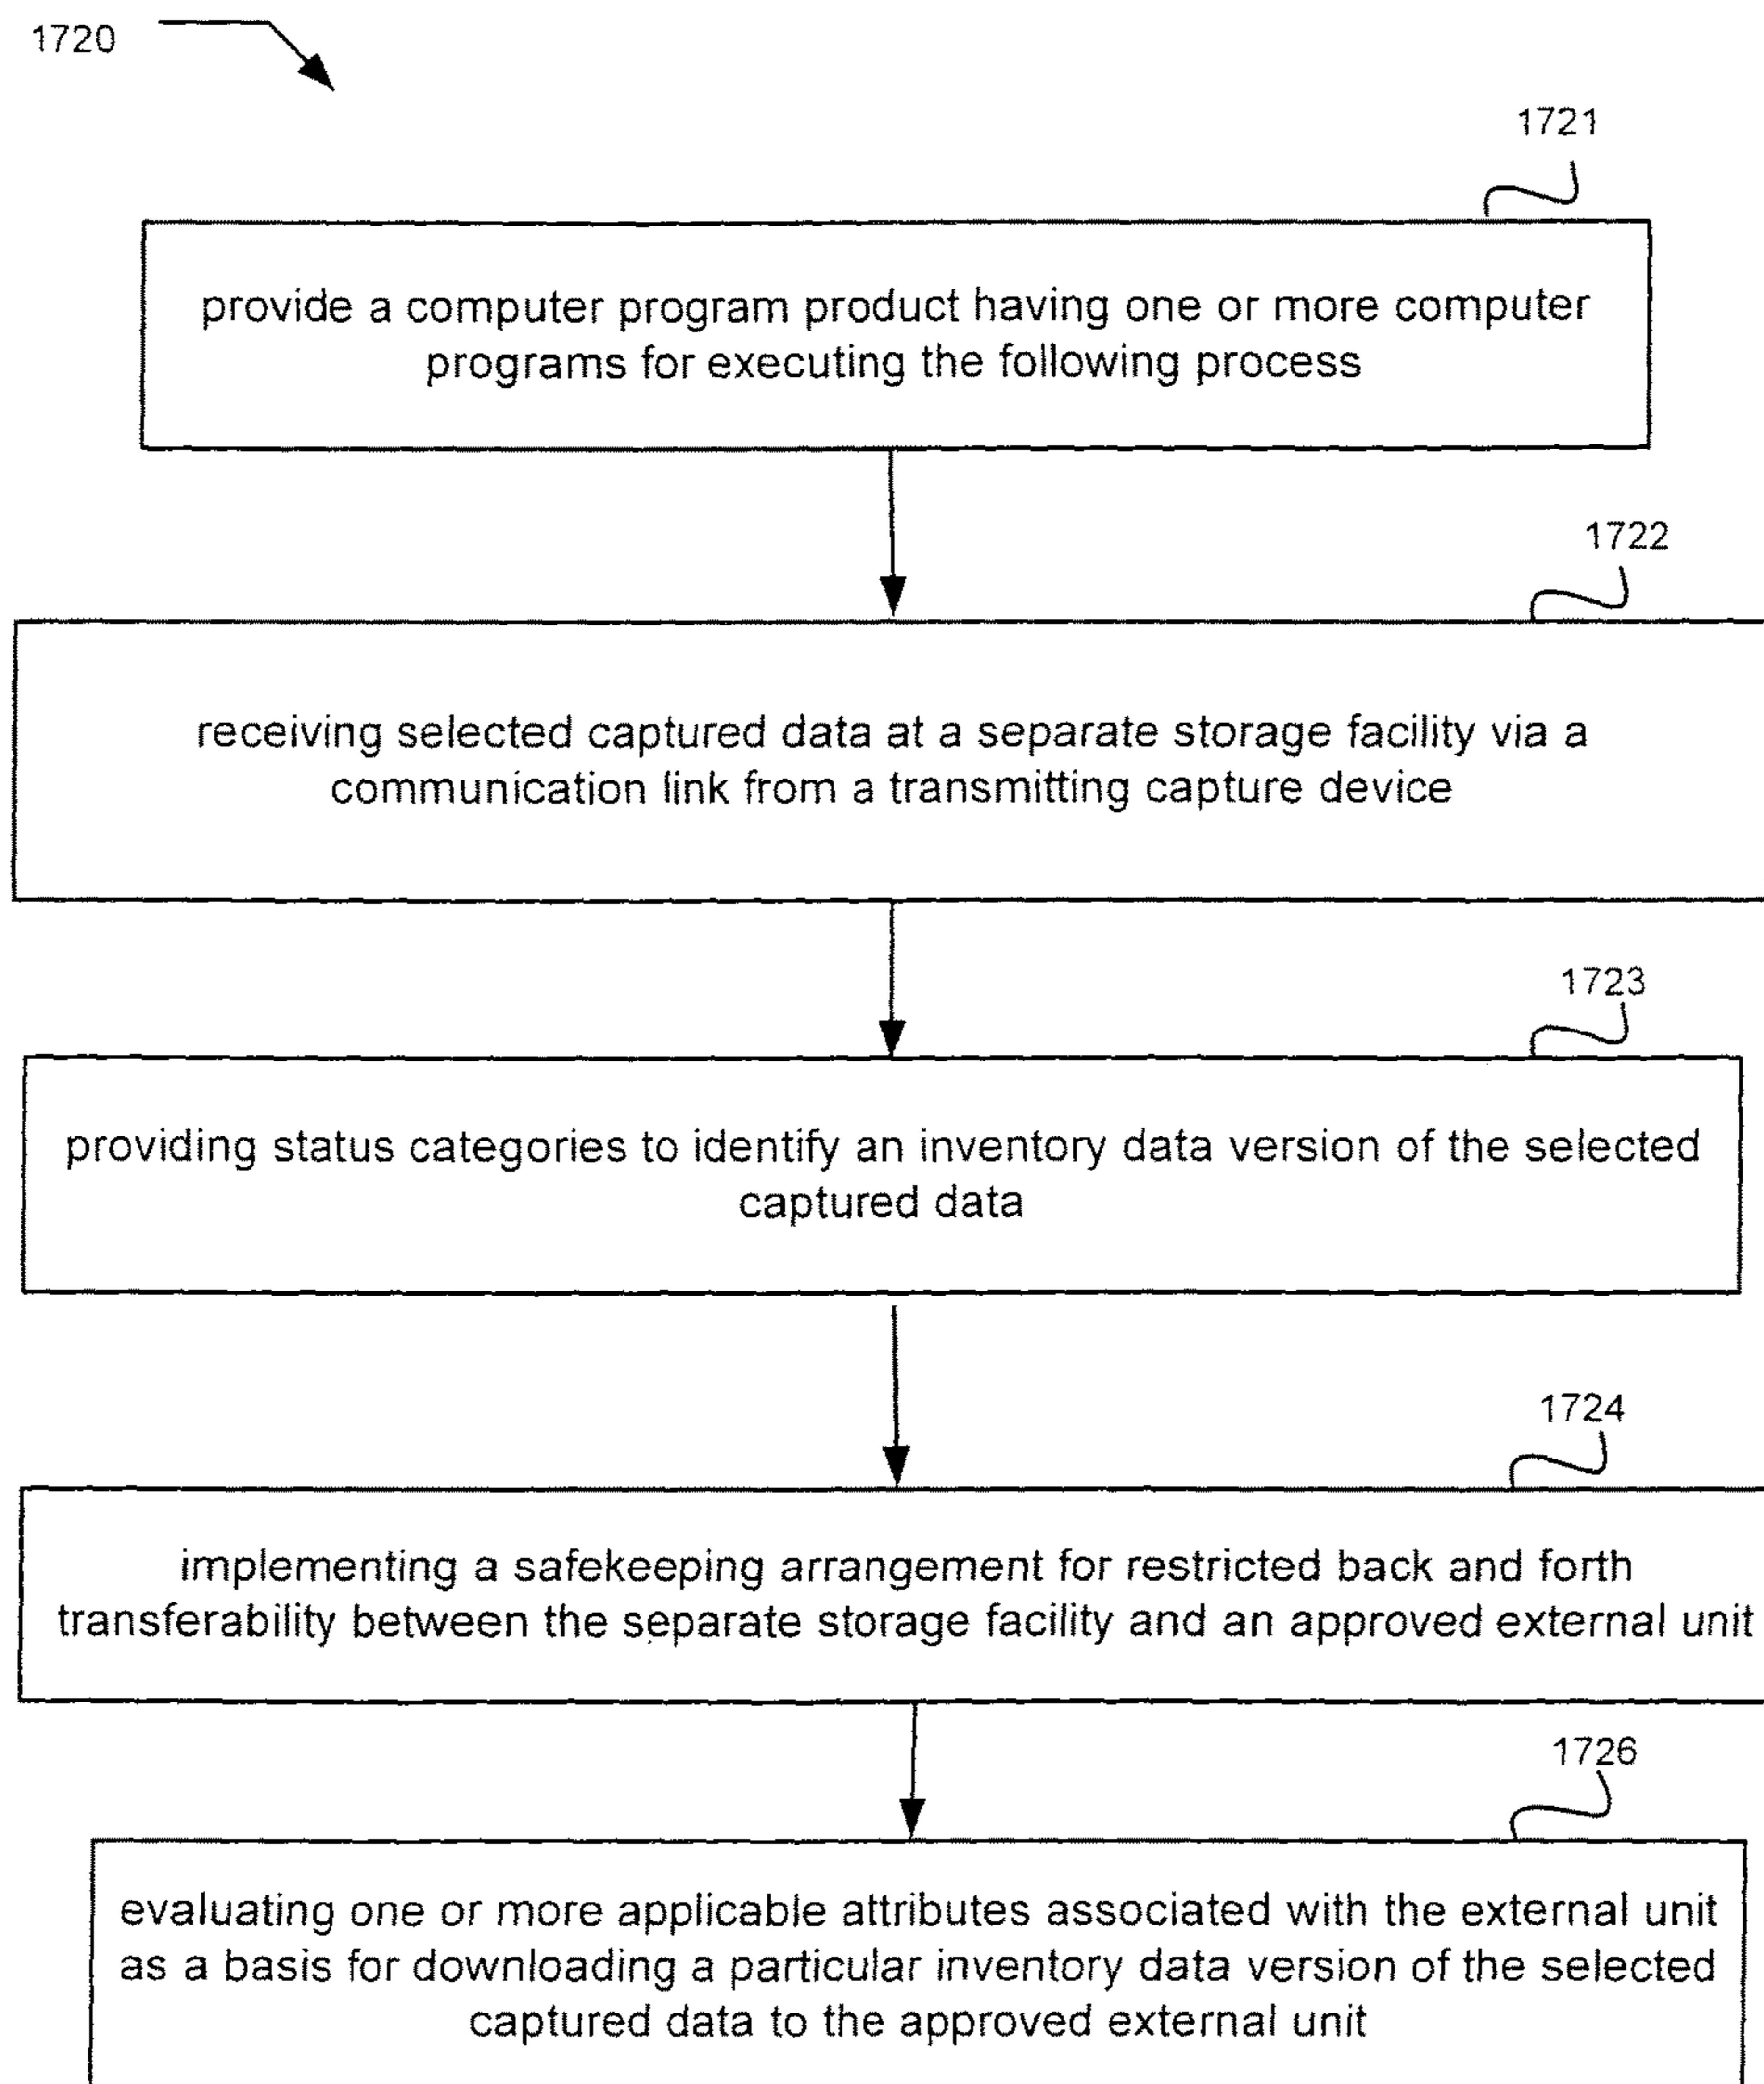 1720
1721
provide a computer program product having one or more computer
programs for executing the following process
1722
receiving selected captured data at a separate storage facility via a
communication link from a transmitting capture device
1723
providing status categories to identify an inventory data version of the selected
captured data
1724
implementing a safekeeping arrangement for restricted back and forth
transferability between the separate storage facility and an approved external unit
1726
evaluating one or more applicable attributes associated with the external unit
as a basis for downloading a particular inventory data version of the selected
captured data to the approved external unit